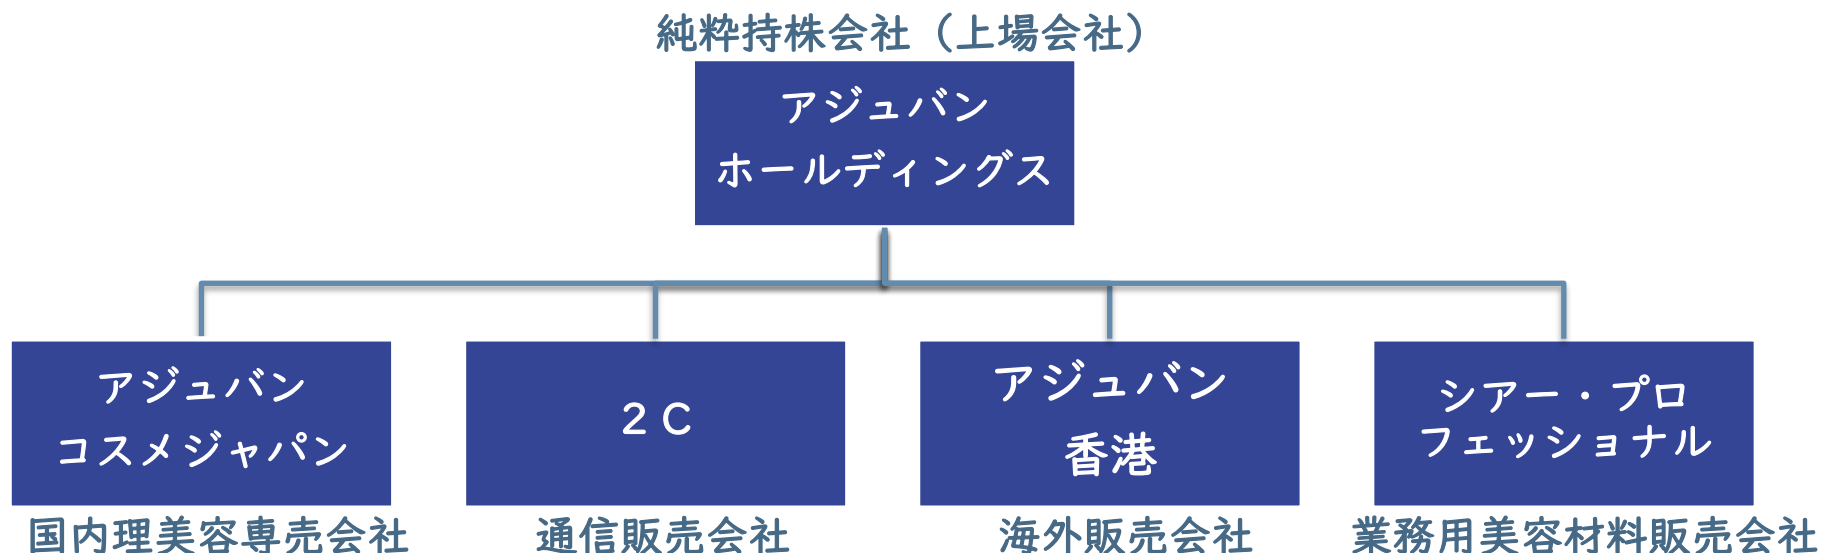 純粋持株会社（上場会社）
アジュバン
ホールディングス
アジュバン
コスメジャパン
２Ｃ
アジュバン
香港
シアー・プロ
フェッショナル
国内理美容専売会社
通信販売会社
海外販売会社
業務用美容材料販売会社